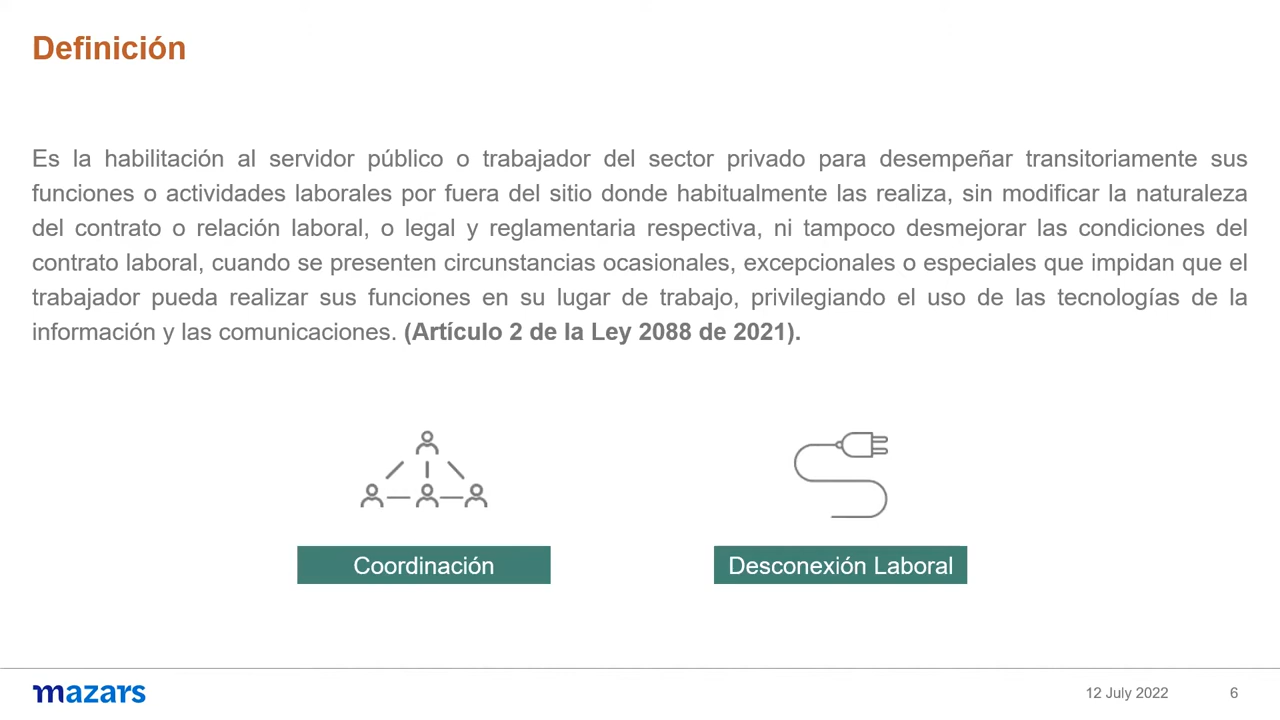 Definición
Es la habilitación al servidor público o trabajador del sector privado para desempeñar transitoriamente sus
funciones o actividades laborales por fuera del sitio donde habitualmente las realiza, sin modificar la naturaleza
del contrato o relación laboral, o legal y reglamentaria respectiva, ni tampoco desmejorar las condiciones del
contrato laboral, cuando se presenten circunstancias ocasionales, excepcionales o especiales que impidan que el
trabajador pueda realizar sus funciones en su lugar de trabajo, privilegiando el uso de las tecnologías de la
información y las comunicaciones. (Artículo 2 de la Ley 2088 de 2021).
Coordinación
Desconexión Laboral
mazars
12 July 2022
6